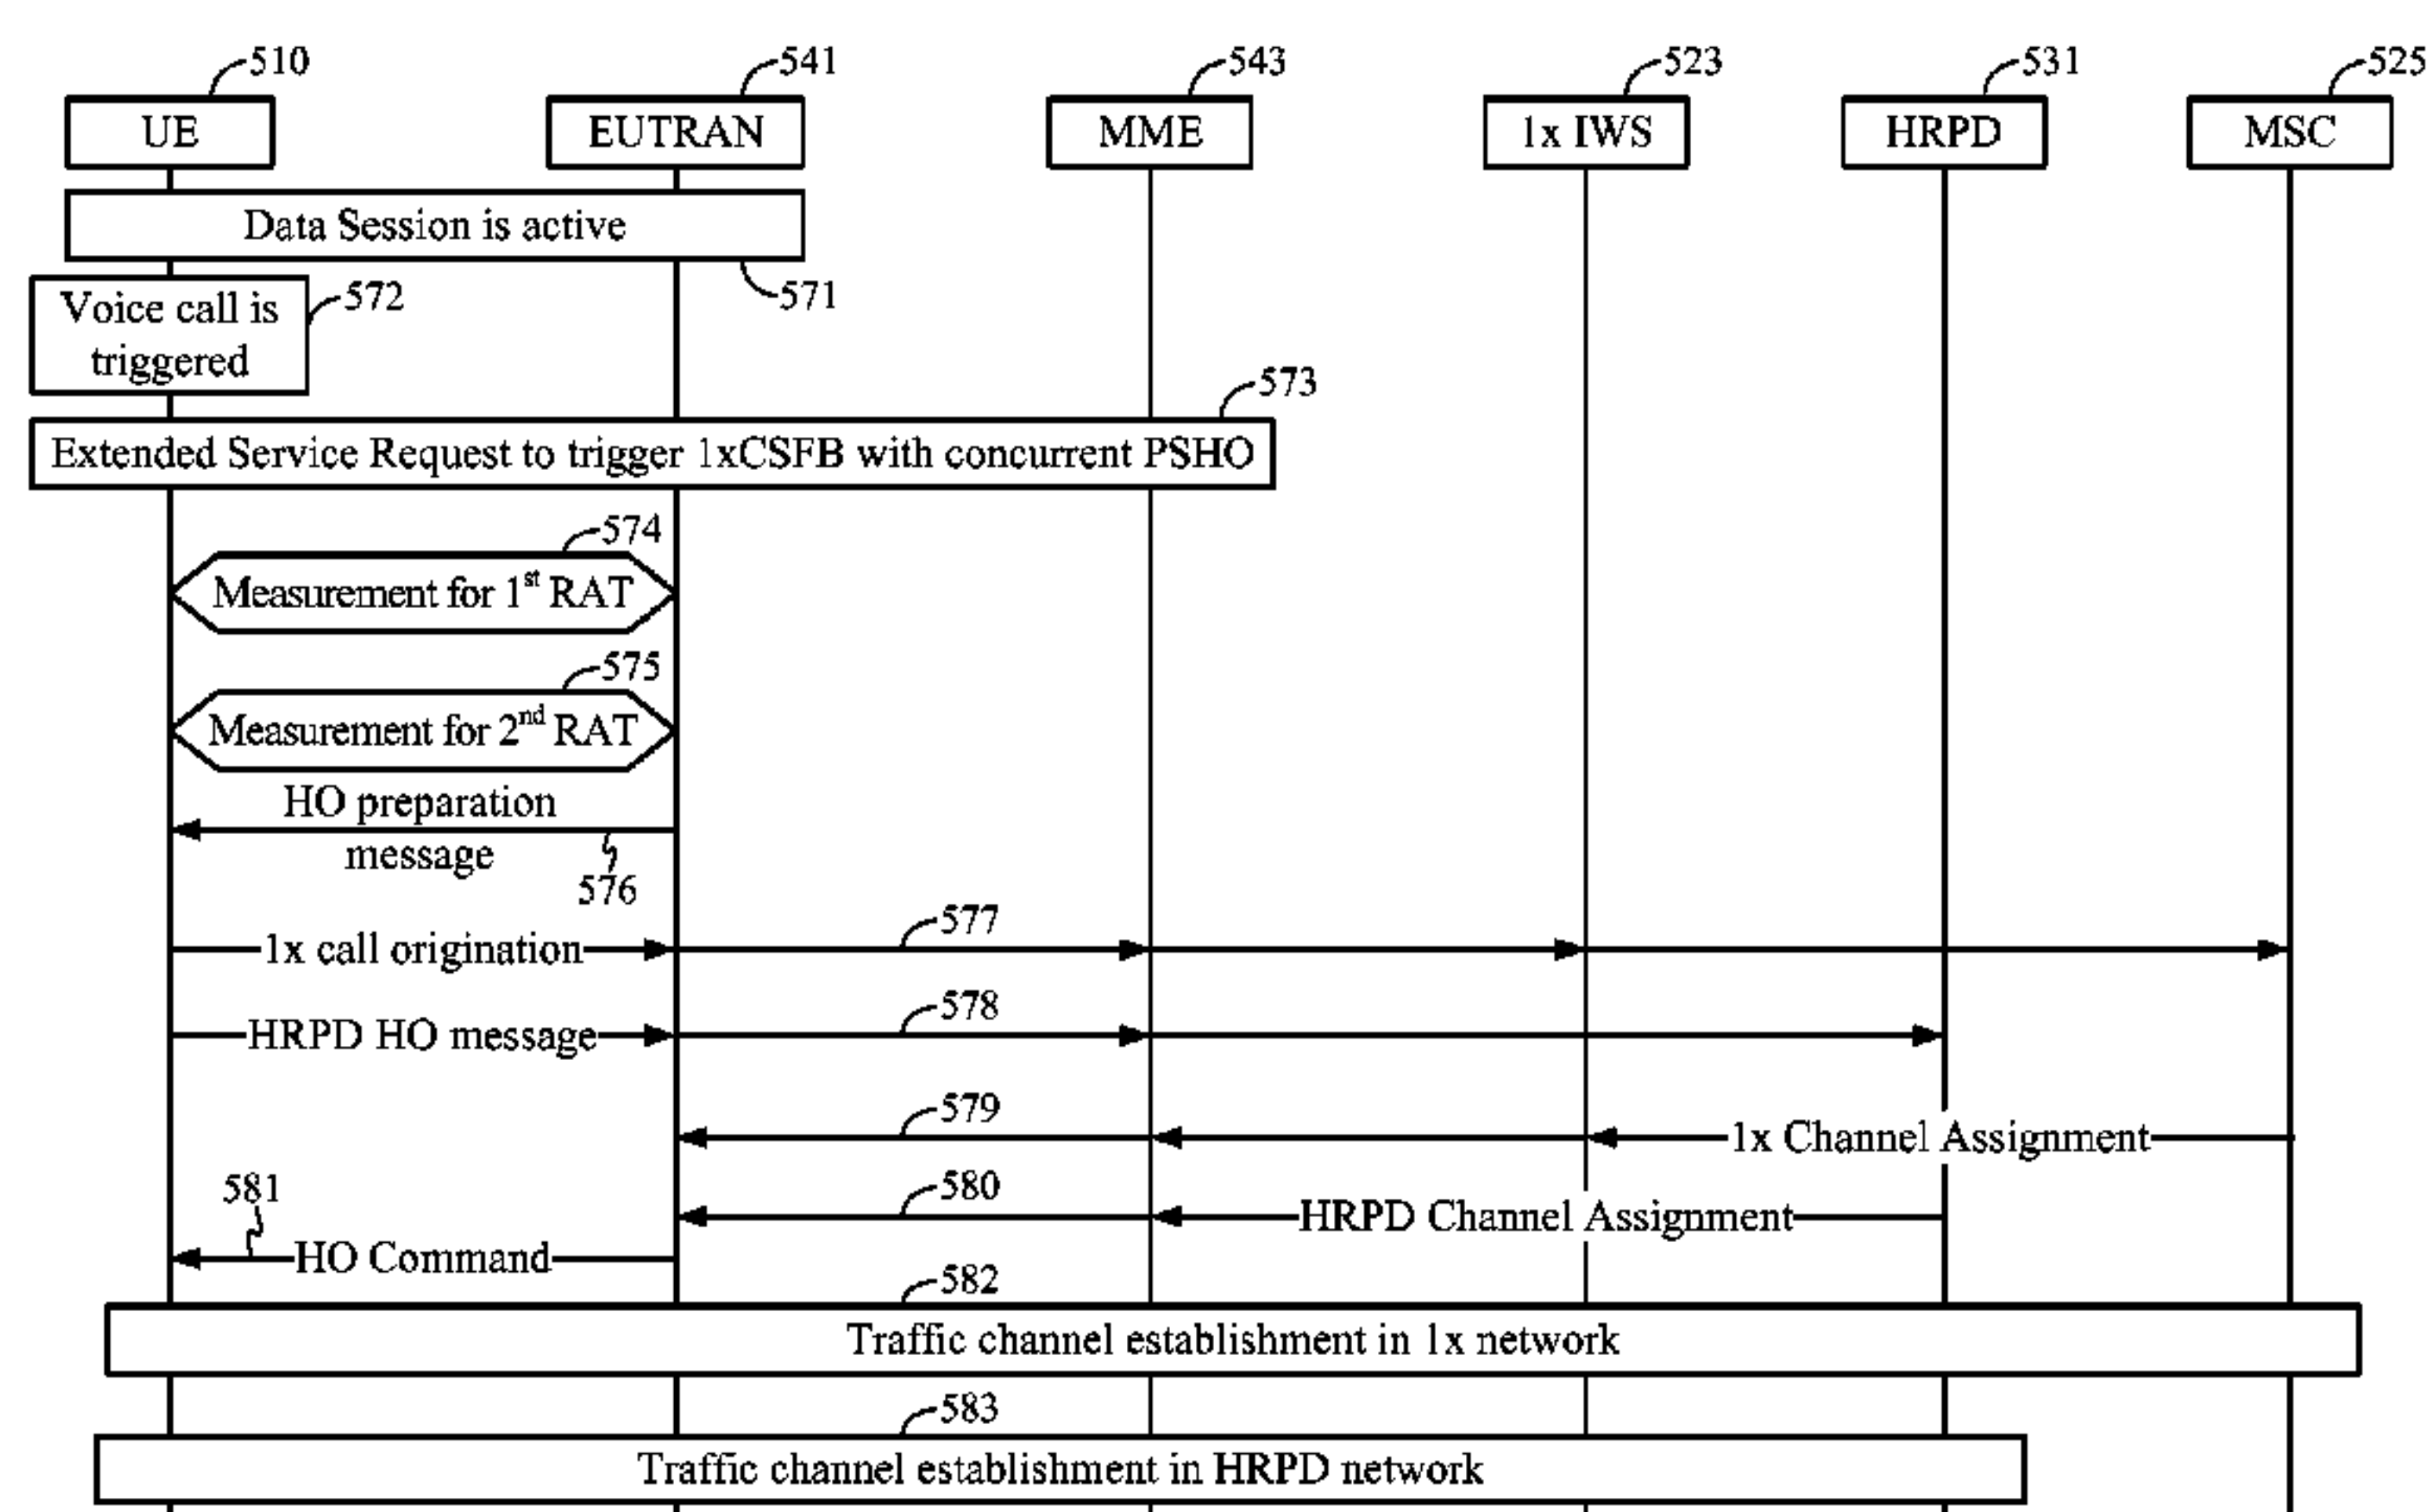 510
541
543
523
531
525
UE
EUTRAN
MME
1x IWS
HRPD
MSC
Data Session is active
571
Voice call is
triggered
572
573
Extended Service Request to trigger 1xCSFB with concurrent PSHO
574
Measurement for 1st RAT
575
Measurement for 2nd RAT
HO preparation
message
576
577
1x call origination
578
HRPD HO message
579
1x Channel Assignment
580
HRPD Channel Assignment
581
HO Command
582
Traffic channel establishment in 1x network
583
Traffic channel establishment in HRPD network